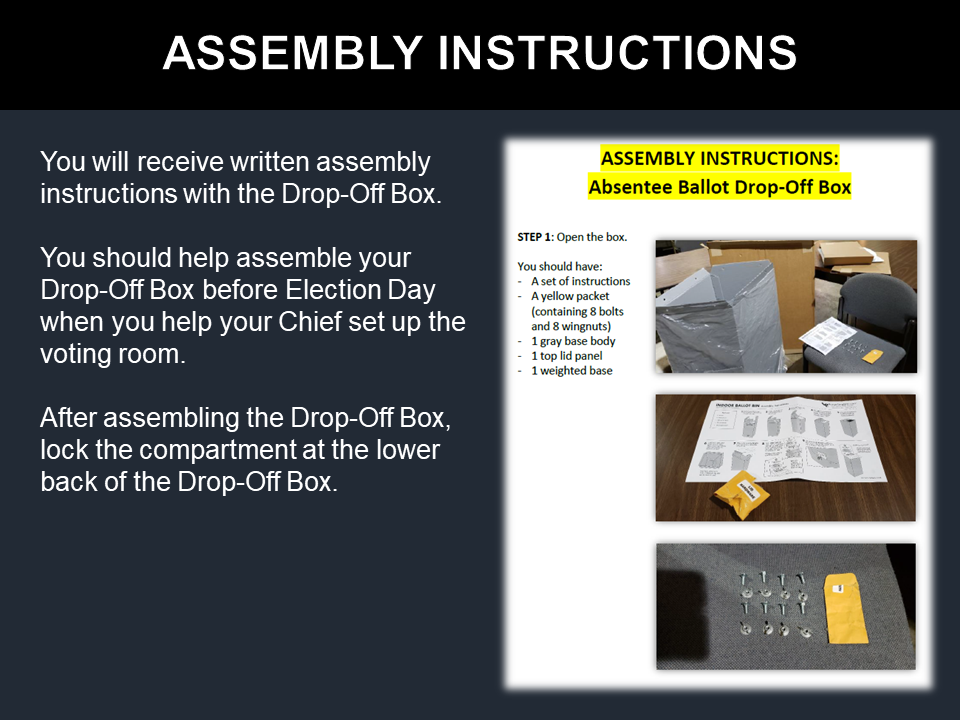 ASSEMBLY INSTRUCTIONS
You will receive written assembly
instructions with the Drop-Off Box.
You should help assemble your
Drop-Off Box before Election Day
when you help your Chief set up the
voting room.
After assembling the Drop-Off Box,
lock the compartment at the lower
back of the Drop-Off Box.
ASSEMBLY INSTRUCTIONS:
Absentee Ballot Drop-Off Box
STEP 1: Open the box.
You should have:
- A set of instructions
- A yellow packet
(containing 8 bolts
and 8 wingnuts)
- 1 gray base body
- 1 top lid panel
- 1 weighted base
INDOOR BALLOT BIN